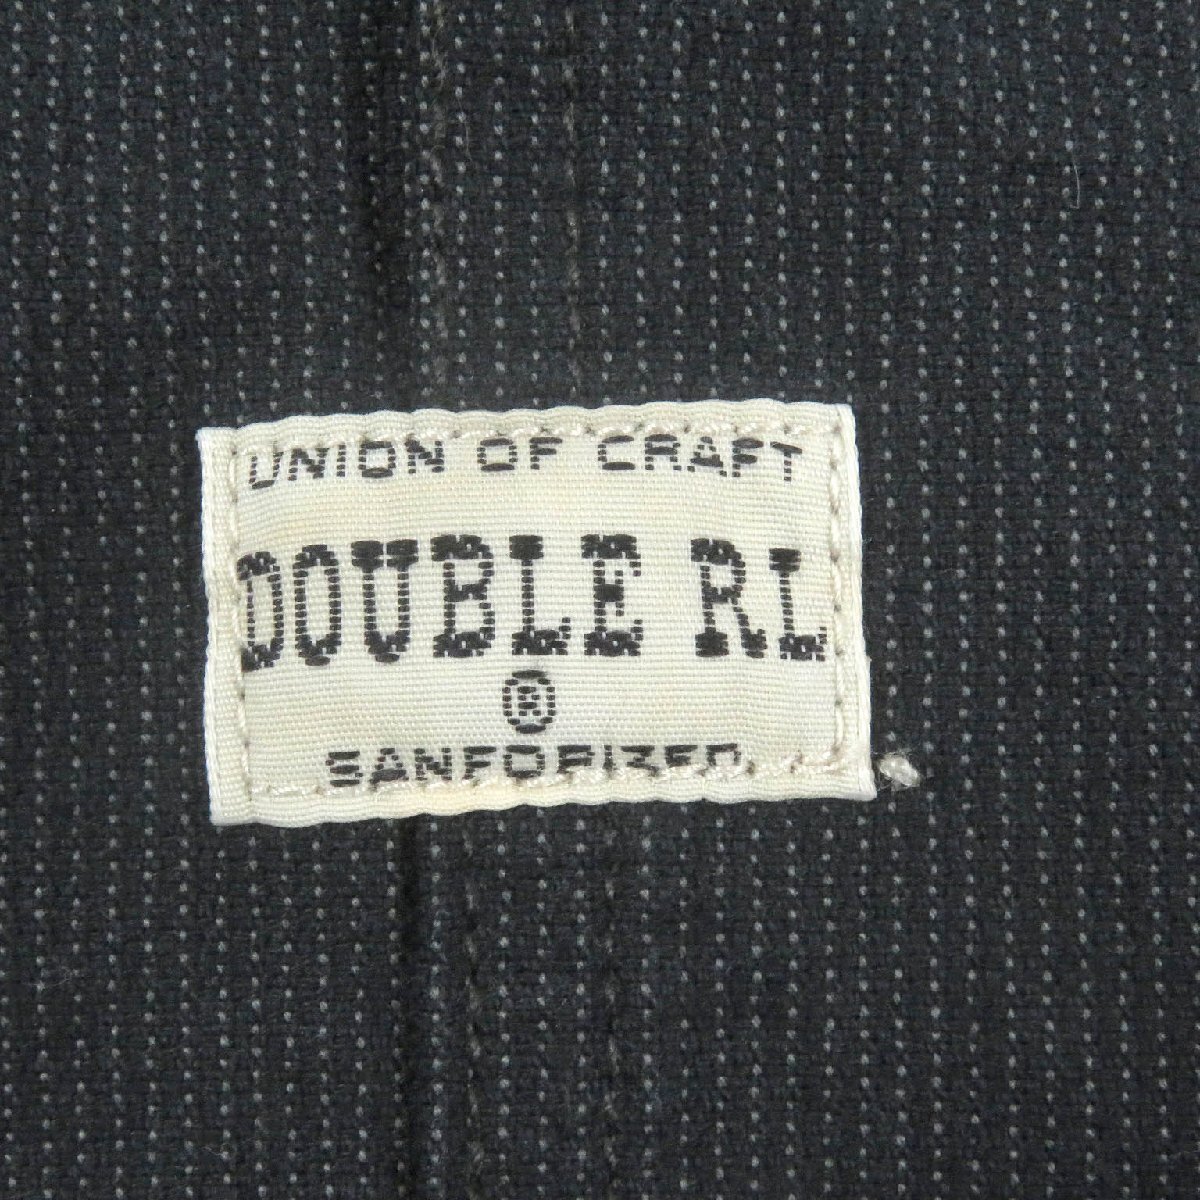 UNION OF CRAFT
DOUBLE RL
®
SANFORIZED